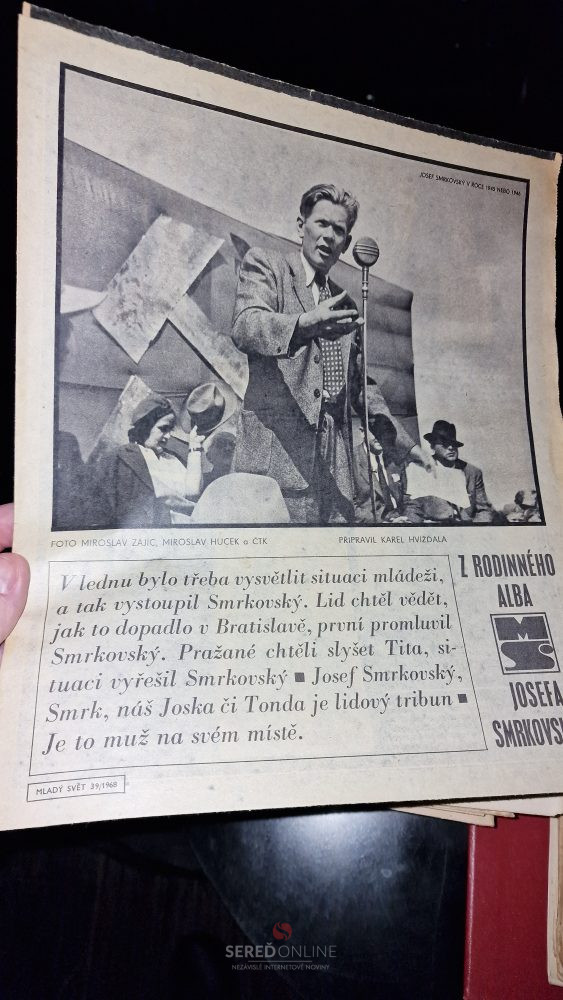 JOSEF SMRKOVSKÝ V ROCE 1945 NEBO 1946
FOTO MIROSLAV ZAJÍC, MIROSLAV HUCEK a ČTK
PŘIPRAVIL KAREL HVÍŽĎALA
V lednu bylo třeba vysvětlit situaci mládeži,
a tak vystoupil Smrkovský. Lid chtěl vědět,
jak to dopadlo v Bratislavě, první promluvil
Smrkovský. Pražané chtěli slyšet Tita, si-
tuaci vyřešil Smrkovský ■ Josef Smrkovský,
Smrk, náš Joska či Tonda je lidový tribun ■
Je to muž na svém místě.
Z RODINNÉHO
ALBA
MS
JOSEFA
SMRKOVS
MLADÝ SVĚT 39/1968
SEREĎONLINE
NEZÁVISLÉ INTERNETOVÉ NOVINY